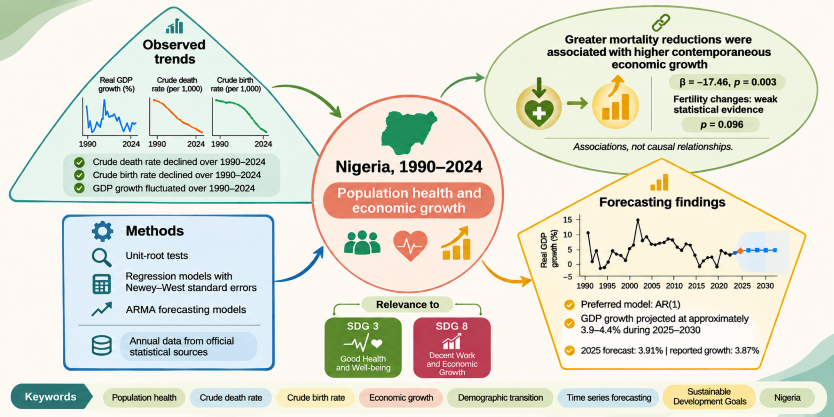 Observed
trends
Real GDP
growth (%)
Crude death
rate (per 1,000)
Crude birth
rate (per 1,000)
1990
2024
1990
2024
1990
2024
Crude death rate declined over 1990–2024
Crude birth rate declined over 1990–2024
GDP growth fluctuated over 1990–2024
Greater mortality reductions were
associated with higher contemporaneous
economic growth
β = −17.46, p = 0.003
Fertility changes: weak
statistical evidence
p = 0.096
Associations, not causal relationships.
Nigeria, 1990–2024
Population health and
economic growth
Methods
Unit-root tests
Regression models with
Newey–West standard errors
ARMA forecasting models
Annual data from official
statistical sources
Relevance to
SDG 3
Good Health
and Well-being
SDG 8
Decent Work
and Economic
Growth
Forecasting findings
Real GDP
growth (%)
15
10
5
0
−5
1990 1995 2000 2005 2010 2015 2020 2025 2030
Preferred model: AR(1)
GDP growth projected at approximately
3.9–4.4% during 2025–2030
2025 forecast: 3.91% | reported growth: 3.87%
Keywords
Population health
Crude death rate
Crude birth rate
Economic growth
Demographic transition
Time series forecasting
Sustainable
Development Goals
Nigeria